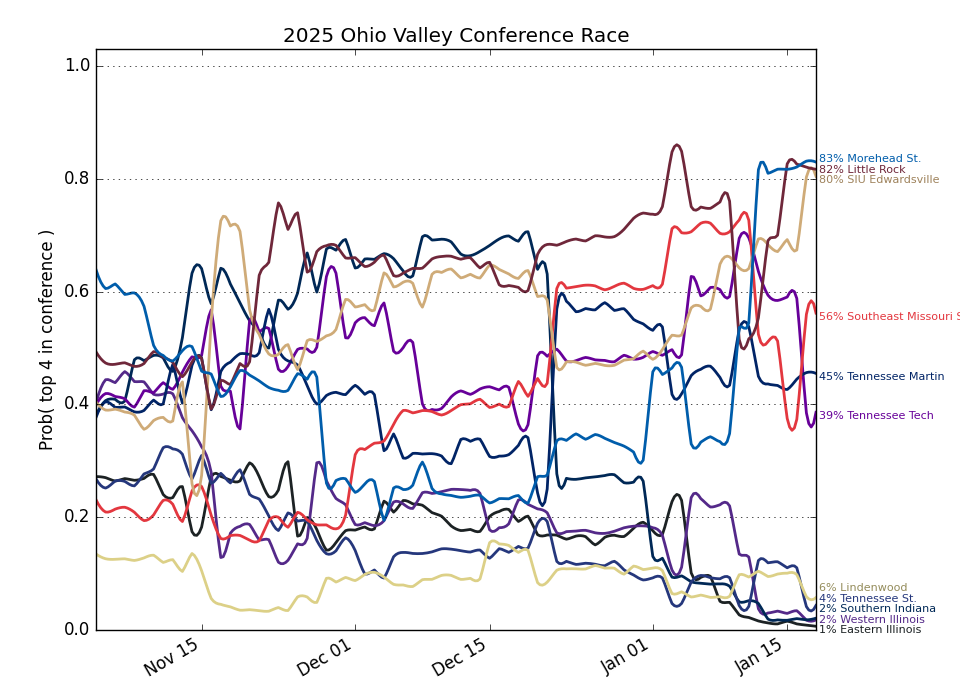 2025 Ohio Valley Conference Race
Prob( top 4 in conference )
1.0
0.8
0.6
0.4
0.2
0.0
Nov 15
Dec 01
Dec 15
Jan 01
Jan 15
83% Morehead St.
82% Little Rock
80% SIU Edwardsville
56% Southeast Missouri S
45% Tennessee Martin
39% Tennessee Tech
6% Lindenwood
4% Tennessee St.
2% Southern Indiana
2% Western Illinois
1% Eastern Illinois